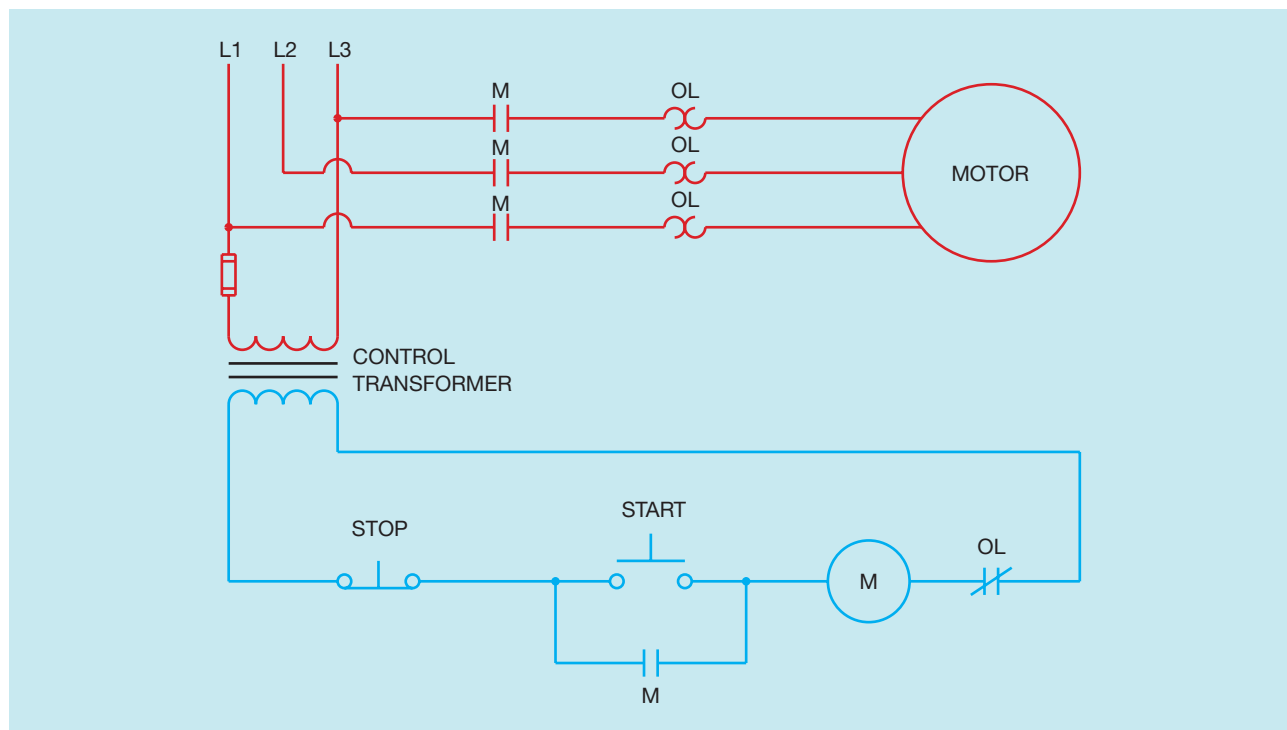 L1 L2 L3
M OL
M OL
M OL
MOTOR
CONTROL
TRANSFORMER
STOP
START
M
OL
M